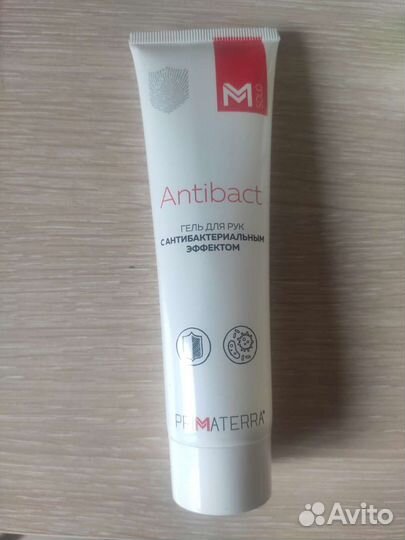 M
SOLO
Antibact
ГЕЛЬ ДЛЯ РУК
С АНТИБАКТЕРИАЛЬНЫМ
ЭФФЕКТОМ
PRIMATERRA®
Avito